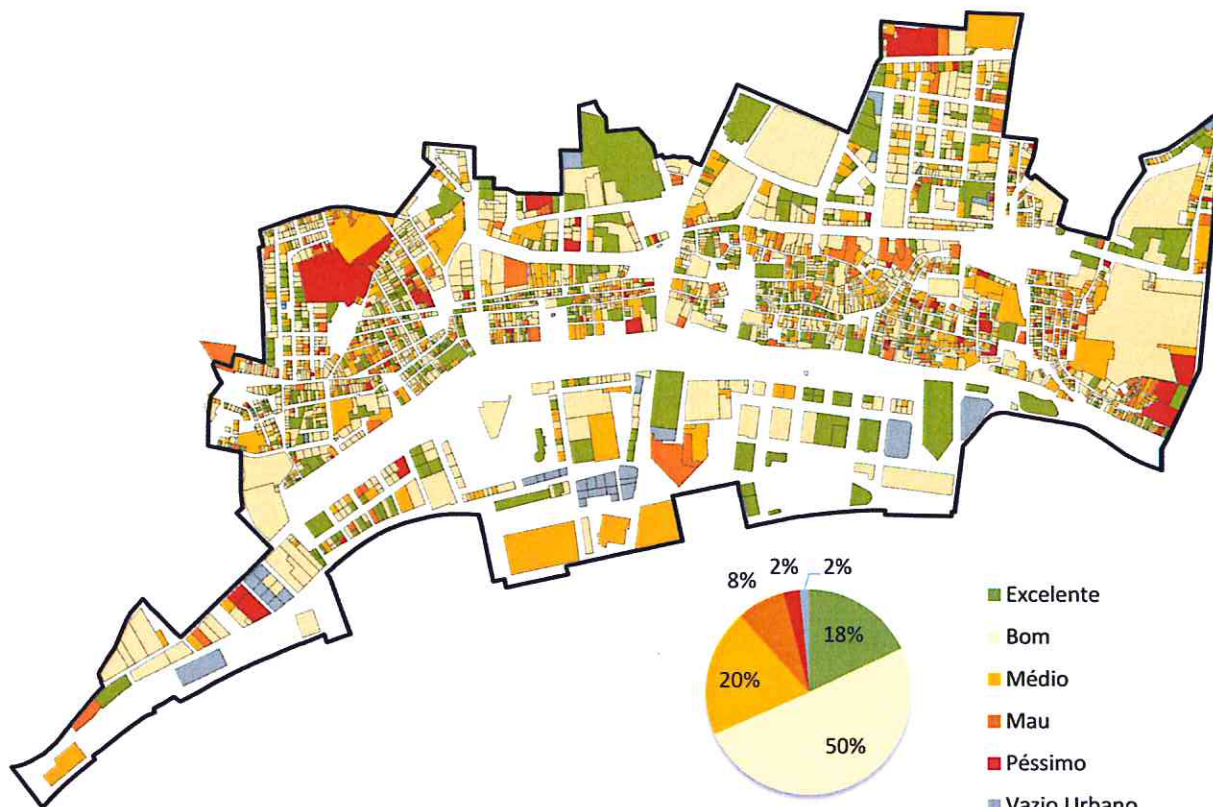 8%
2%
2%
18%
20%
50%
Excelente
Bom
Médio
Mau
Péssimo
Vazio Urbano